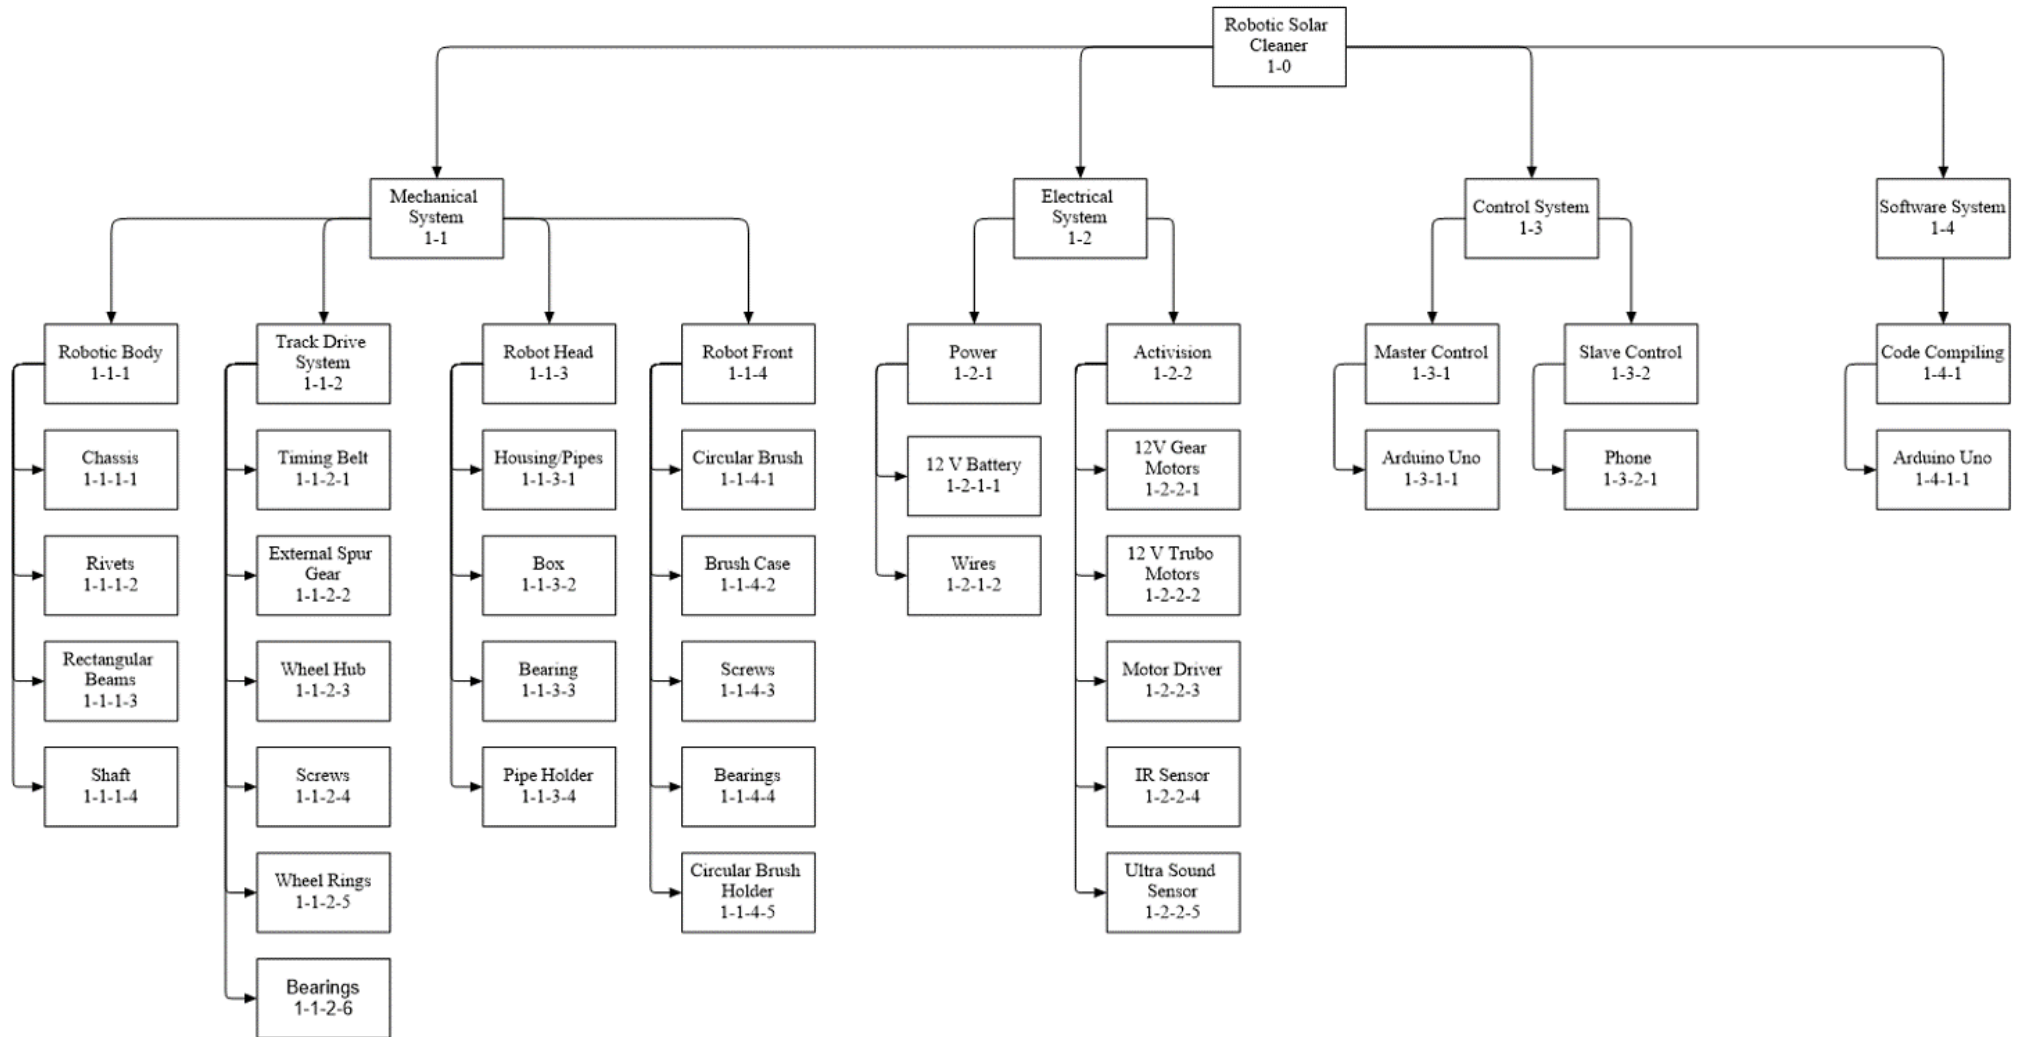 Robotic Solar
Cleaner
1-0
Mechanical
System
1-1
Electrical
System
1-2
Control System
1-3
Software System
1-4
Robotic Body
1-1-1
Track Drive
System
1-1-2
Robot Head
1-1-3
Robot Front
1-1-4
Power
1-2-1
Activision
1-2-2
Master Control
1-3-1
Slave Control
1-3-2
Code Compiling
1-4-1
Chassis
1-1-1-1
Timing Belt
1-1-2-1
Housing/Pipes
1-1-3-1
Circular Brush
1-1-4-1
12 V Battery
1-2-1-1
12V Gear
Motors
1-2-2-1
Arduino Uno
1-3-1-1
Phone
1-3-2-1
Arduino Uno
1-4-1-1
Rivets
1-1-1-2
External Spur
Gear
1-1-2-2
Box
1-1-3-2
Brush Case
1-1-4-2
Wires
1-2-1-2
12 V Trubo
Motors
1-2-2-2
Rectangular
Beams
1-1-1-3
Wheel Hub
1-1-2-3
Bearing
1-1-3-3
Screws
1-1-4-3
Motor Driver
1-2-2-3
Shaft
1-1-1-4
Screws
1-1-2-4
Pipe Holder
1-1-3-4
Bearings
1-1-4-4
IR Sensor
1-2-2-4
Wheel Rings
1-1-2-5
Circular Brush
Holder
1-1-4-5
Ultra Sound
Sensor
1-2-2-5
Bearings
1-1-2-6